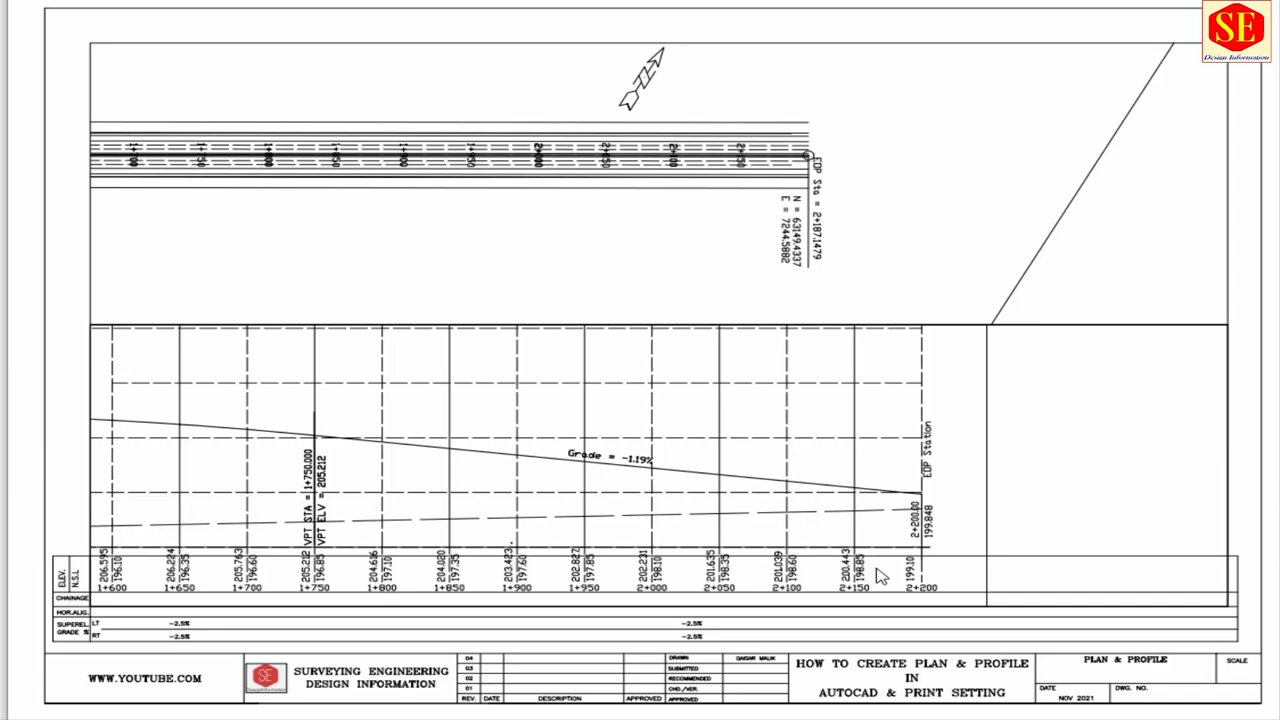 SE
Design Information
1+700
1+750
1+800
1+850
1+900
1+950
2+000
2+050
2+100
2+150
EOP Sta = 2+187.1479
N = 63149.4337
E = 7244.5882
Grade = -1.19%
VPT STA = 1+750.000
VPT ELV = 205.212
EOP Station
2+200.00
199.848
ELEV.
N.S.L
206.595 206.224 205.763 205.212 204.616 204.020 203.423 202.827 202.231 201.635 201.039 200.443
196.10 196.35 196.60 196.85 197.10 197.35 197.60 197.85 198.10 198.35 198.60 198.85 199.10
1+600 1+650 1+700 1+750 1+800 1+850 1+900 1+950 2+000 2+050 2+100 2+150 2+200
CHAINAGE
HOR.ALIG.
SUPEREL. LT -2.5% -2.5%
GRADE % RT -2.5% -2.5%
WWW.YOUTUBE.COM
SE
SURVEYING ENGINEERING
DESIGN INFORMATION
04
03
02
01
REV. DATE DESCRIPTION APPROVED
DRAWN QAISAR MALIK
SUBMITTED
RECOMMENDED
CHD./VER.
APPROVED
HOW TO CREATE PLAN & PROFILE
IN
AUTOCAD & PRINT SETTING
PLAN & PROFILE
SCALE
DATE
NOV 2021
DWG. NO.